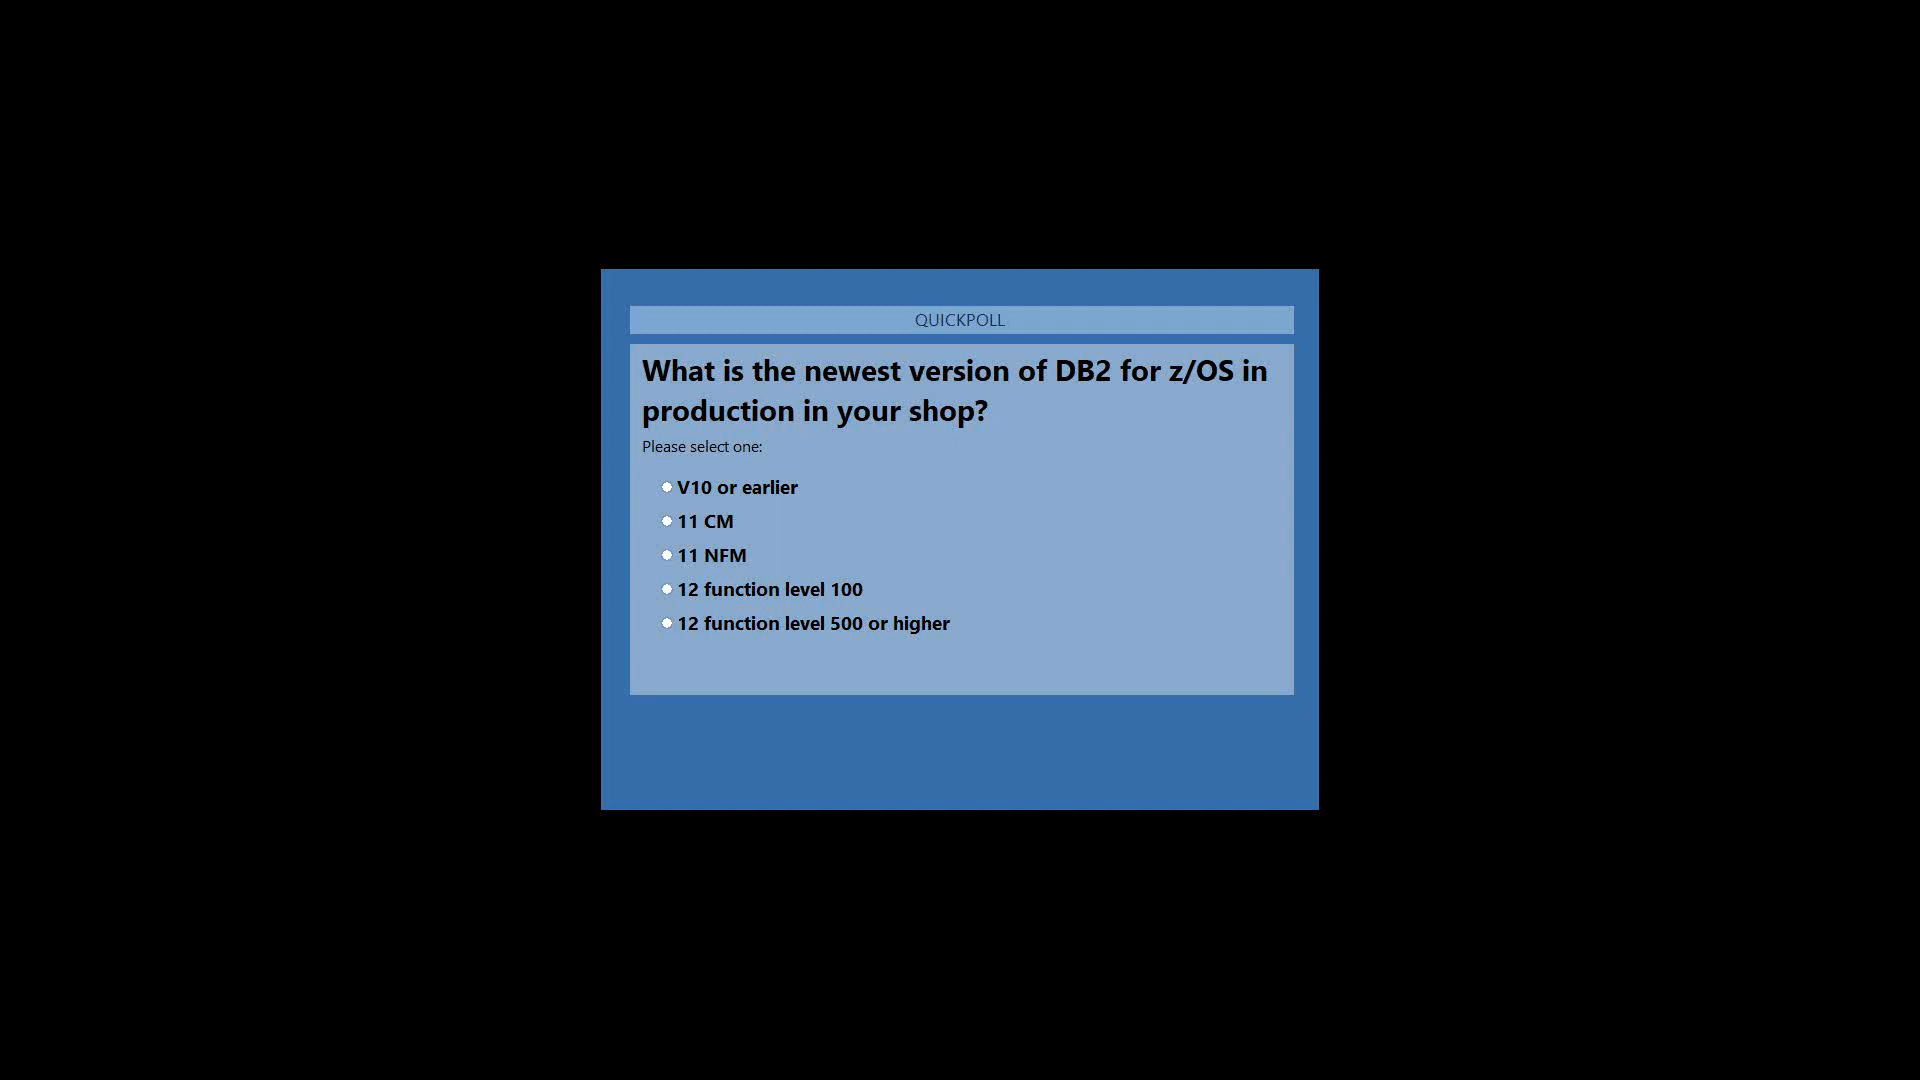 QUICKPOLL
What is the newest version of DB2 for z/OS in
production in your shop?
Please select one:
V10 or earlier
11 CM
11 NFM
12 function level 100
12 function level 500 or higher